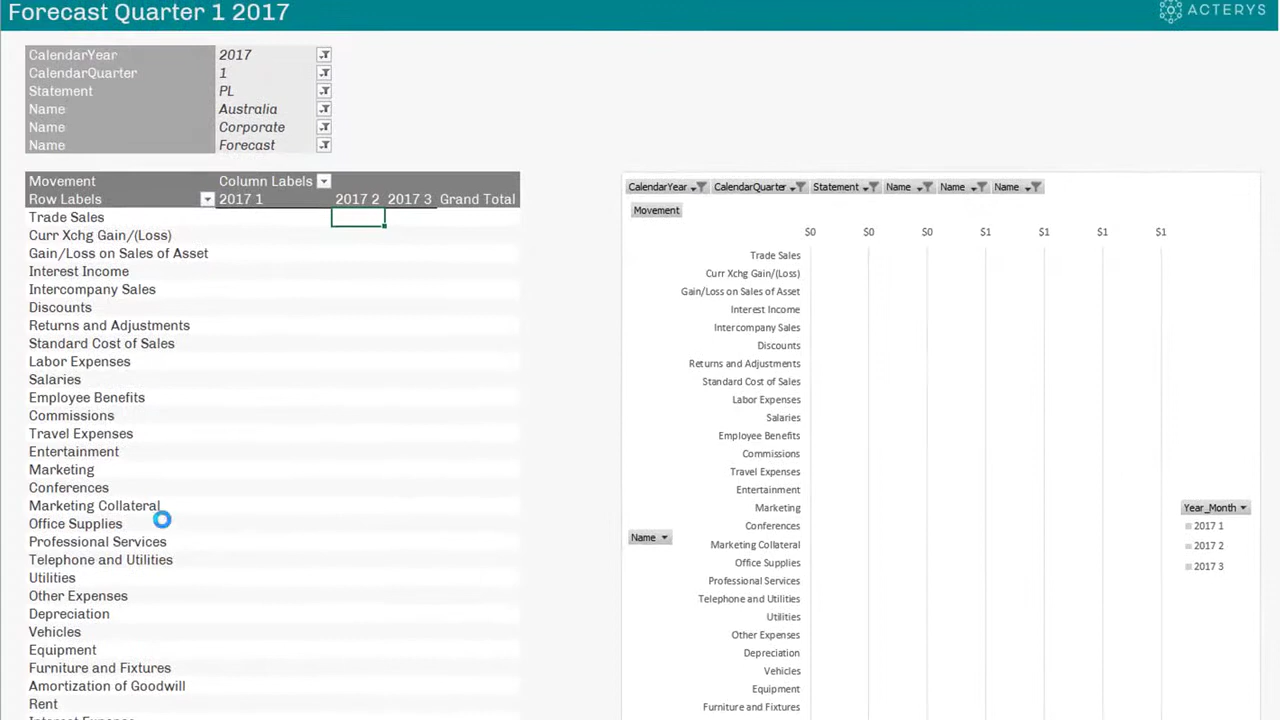 Forecast Quarter 1 2017
ACTERYS
CalendarYear 2017
CalendarQuarter 1
Statement PL
Name Australia
Name Corporate
Name Forecast
Movement Column Labels
Row Labels 2017 1 2017 2 2017 3 Grand Total
Trade Sales
Curr Xchg Gain/(Loss)
Gain/Loss on Sales of Asset
Interest Income
Intercompany Sales
Discounts
Returns and Adjustments
Standard Cost of Sales
Labor Expenses
Salaries
Employee Benefits
Commissions
Travel Expenses
Entertainment
Marketing
Conferences
Marketing Collateral
Office Supplies
Professional Services
Telephone and Utilities
Utilities
Other Expenses
Depreciation
Vehicles
Equipment
Furniture and Fixtures
Amortization of Goodwill
Rent
Interest Expense
CalendarYear CalendarQuarter Statement Name Name Name
Movement
$0 $0 $0 $1 $1 $1 $1
Trade Sales
Curr Xchg Gain/(Loss)
Gain/Loss on Sales of Asset
Interest Income
Intercompany Sales
Discounts
Returns and Adjustments
Standard Cost of Sales
Labor Expenses
Salaries
Employee Benefits
Commissions
Travel Expenses
Entertainment
Marketing
Conferences
Marketing Collateral
Office Supplies
Professional Services
Telephone and Utilities
Utilities
Other Expenses
Depreciation
Vehicles
Equipment
Furniture and Fixtures
Name
Year_Month
2017 1
2017 2
2017 3